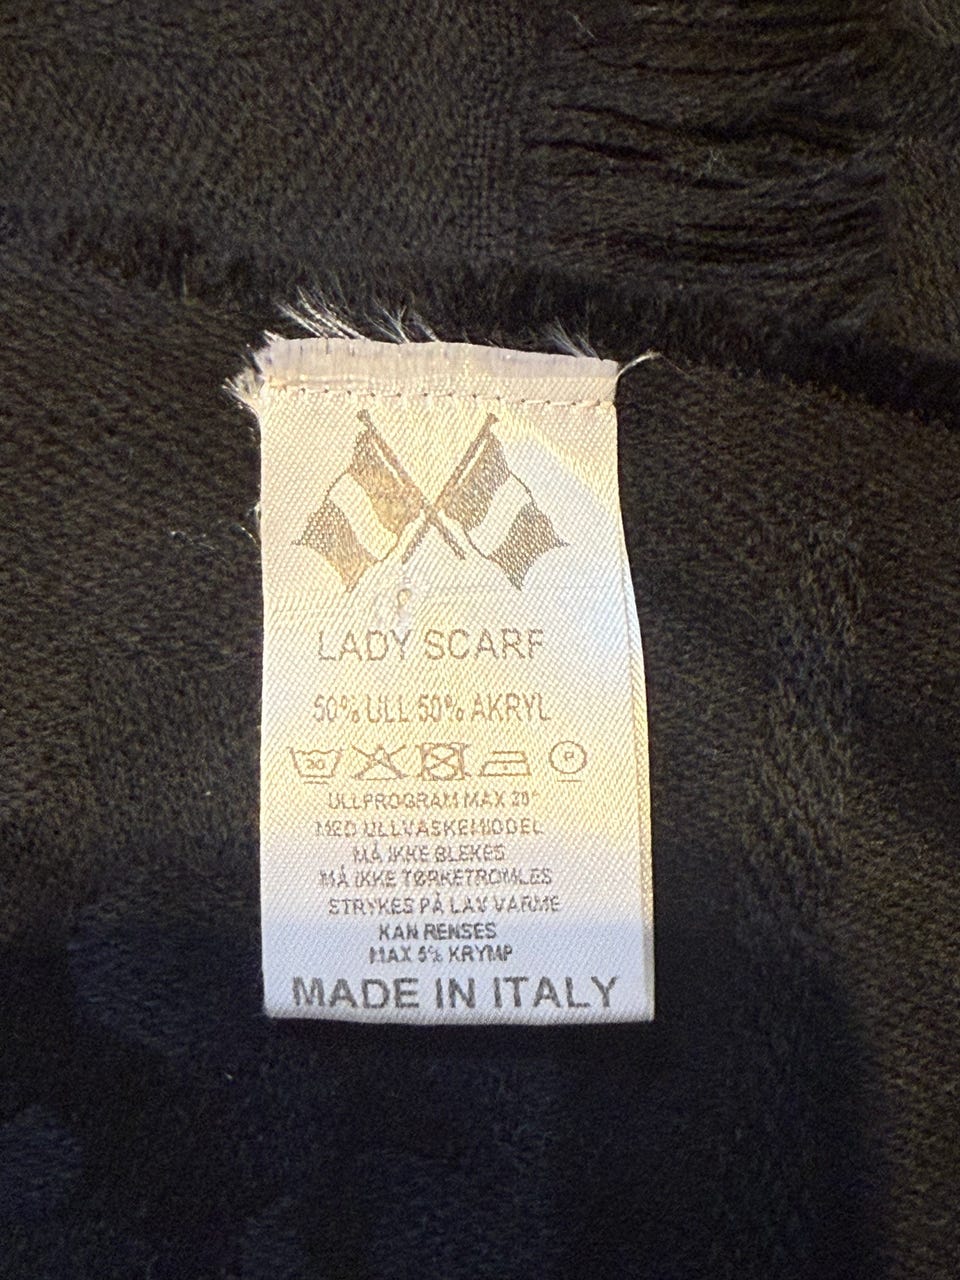 LADY SCARF
50% ULL 50% AKRYL
30 P
ULLPROGRAM MAX 30°
MED ULLVASKEMIDDEL
MÅ IKKE BLEKES
MÅ IKKE TØRKETROMLES
STRYKES PÅ LAV VARME
KAN RENSES
MAX 5% KRYMP
MADE IN ITALY